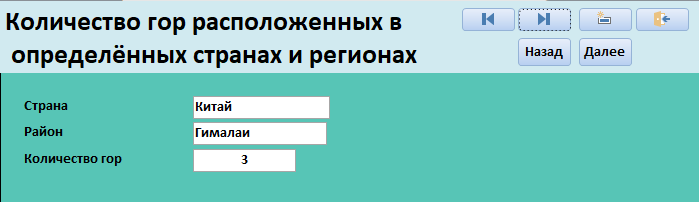 Количество гор расположенных в
определённых странах и регионах
Назад Далее
Страна Китай
Район Гималаи
Количество гор 3